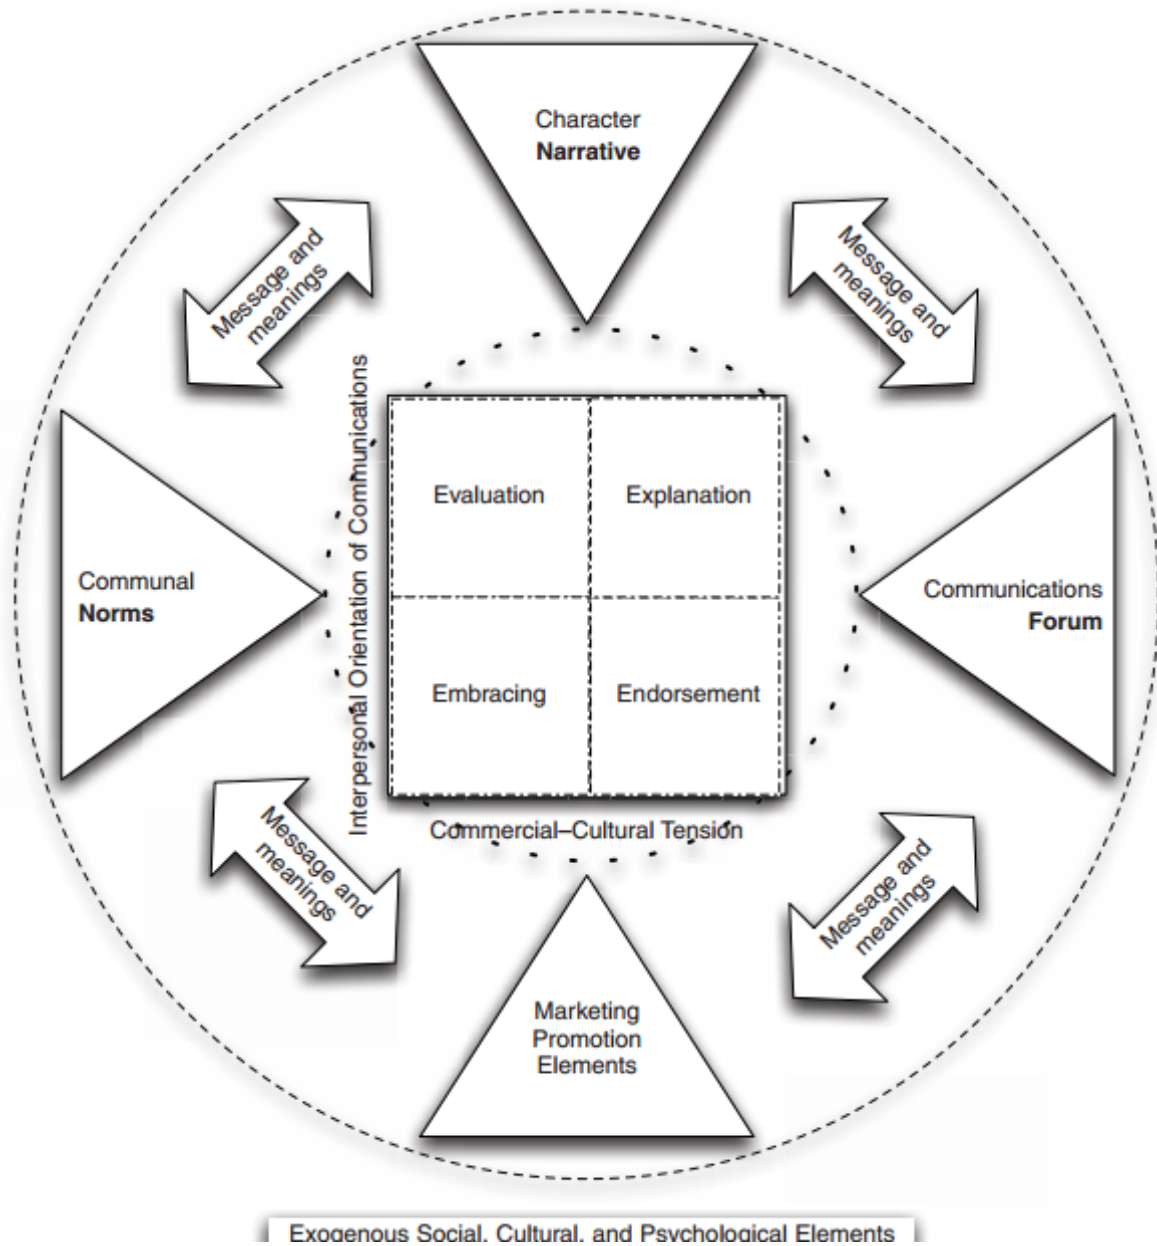 Character
Narrative
Message and
meanings
Message and
meanings
Interpersonal Orientation of Communications
Evaluation
Explanation
Communal
Norms
Communications
Forum
Embracing
Endorsement
Commercial–Cultural Tension
Message and
meanings
Message and
meanings
Marketing
Promotion
Elements
Exogenous Social, Cultural, and Psychological Elements